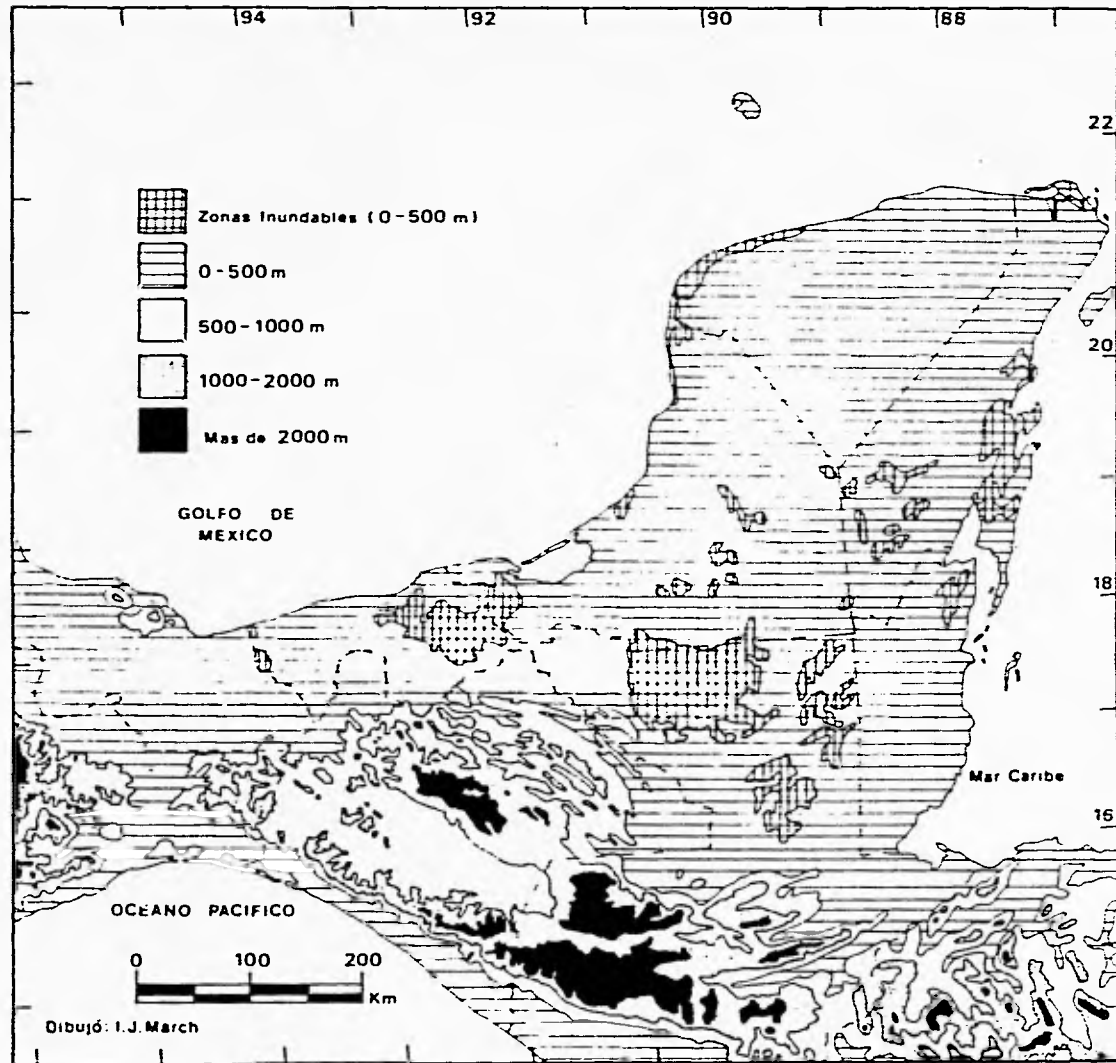 94 92 90 88
22
Zonas Inundables (0-500 m)
0-500 m
500-1000 m
20
1000-2000 m
Mas de 2000 m
GOLFO DE
MEXICO
18
Mar Caribe
16
OCEANO PACIFICO
0 100 200
Km
Dibujó: I.J. March